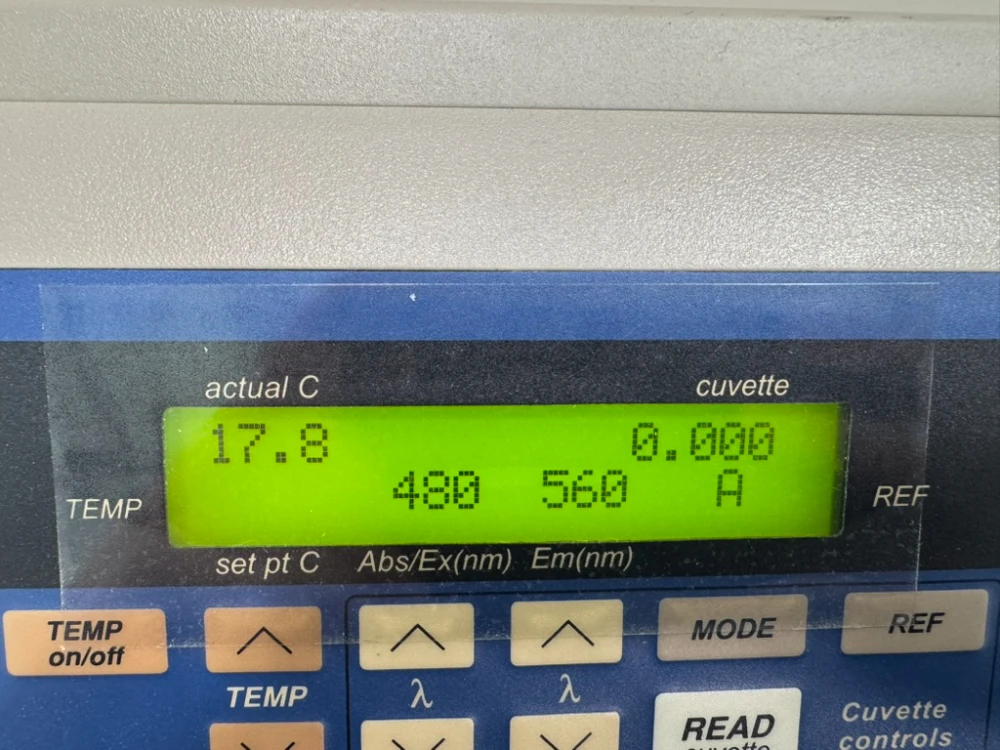 actual C cuvette
17.8 0.000
480 560 A
TEMP REF
set pt C Abs/Ex(nm) Em(nm)
TEMP on/off
MODE REF
TEMP λ λ
READ
cuvette
Cuvette
controls